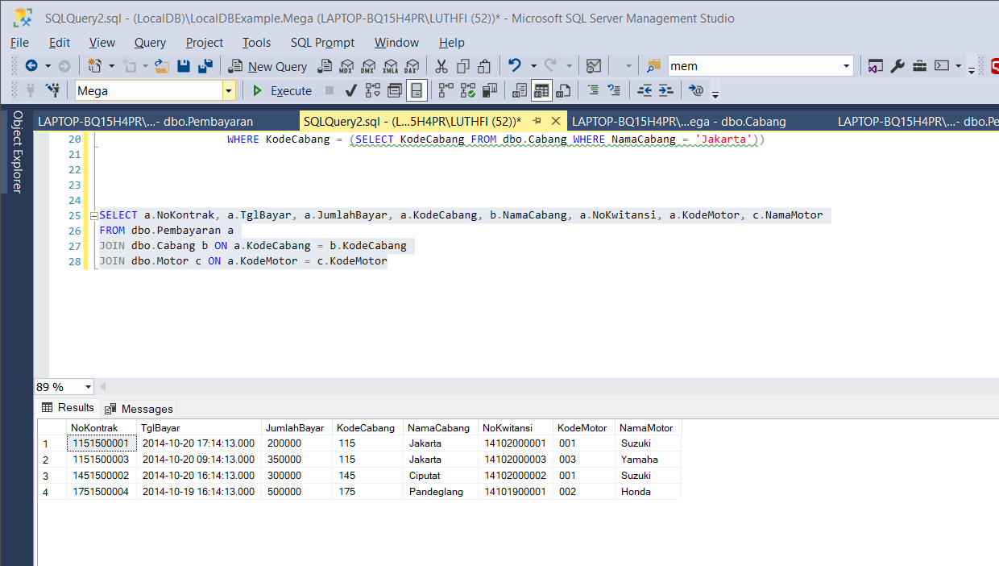 SQLQuery2.sql - (LocalDB)\LocalDBExample.Mega (LAPTOP-BQ15H4PR\LUTHFI (52))* - Microsoft SQL Server Management Studio
File Edit View Query Project Tools SQL Prompt Window Help
New Query MDX DMX XMLA DAX mem
Mega Execute
Object Explorer
LAPTOP-BQ15H4PR\...- dbo.Pembayaran SQLQuery2.sql - (L...5H4PR\LUTHFI (52))* LAPTOP-BQ15H4PR\...ega - dbo.Cabang LAPTOP-BQ15H4PR\...- dbo.Pe
20 WHERE KodeCabang = (SELECT KodeCabang FROM dbo.Cabang WHERE NamaCabang = 'Jakarta'))
21
22
23
24
25 SELECT a.NoKontrak, a.TglBayar, a.JumlahBayar, a.KodeCabang, b.NamaCabang, a.NoKwitansi, a.KodeMotor, c.NamaMotor
26 FROM dbo.Pembayaran a
27 JOIN dbo.Cabang b ON a.KodeCabang = b.KodeCabang
28 JOIN dbo.Motor c ON a.KodeMotor = c.KodeMotor
89 %
Results Messages
NoKontrak TglBayar JumlahBayar KodeCabang NamaCabang NoKwitansi KodeMotor NamaMotor
1 1151500001 2014-10-20 17:14:13.000 200000 115 Jakarta 14102000001 001 Suzuki
2 1151500003 2014-10-20 09:14:13.000 350000 115 Jakarta 14102000003 003 Yamaha
3 1451500002 2014-10-20 16:14:13.000 300000 145 Ciputat 14102000002 001 Suzuki
4 1751500004 2014-10-19 16:14:13.000 500000 175 Pandeglang 14101900001 002 Honda